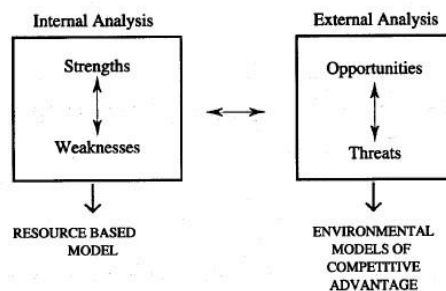 Internal Analysis
Strengths
Weaknesses
RESOURCE BASED
MODEL
External Analysis
Opportunities
Threats
ENVIRONMENTAL
MODELS OF
COMPETITIVE
ADVANTAGE